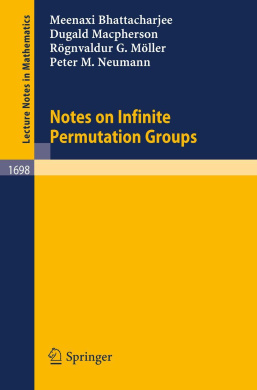 Meenaxi Bhattacharjee
Dugald Macpherson
Rögnvaldur G. Möller
Peter M. Neumann
Lecture Notes in Mathematics
1698
Notes on Infinite
Permutation Groups
Springer